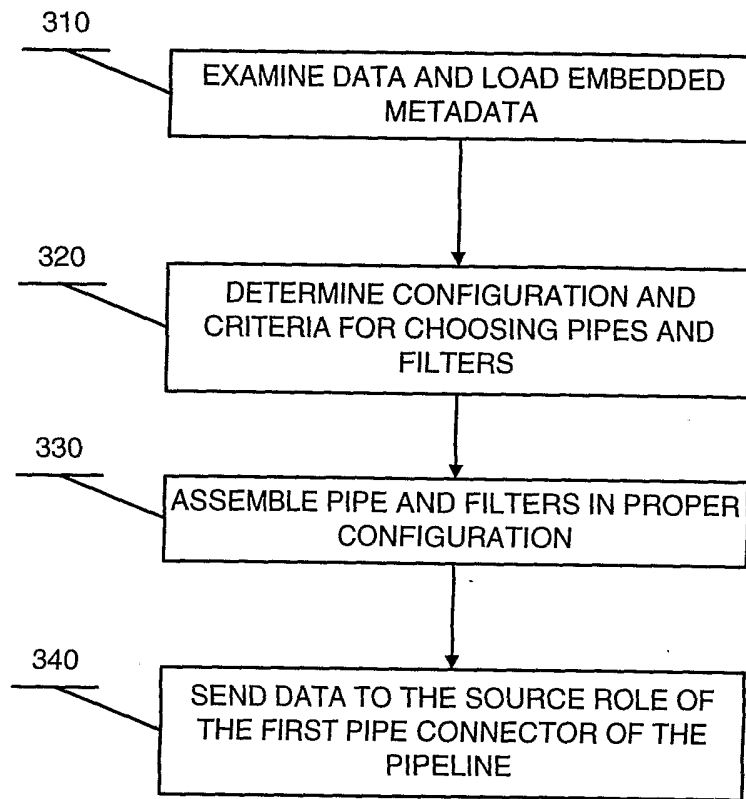 310
EXAMINE DATA AND LOAD EMBEDDED
METADATA
320
DETERMINE CONFIGURATION AND
CRITERIA FOR CHOOSING PIPES AND
FILTERS
330
ASSEMBLE PIPE AND FILTERS IN PROPER
CONFIGURATION
340
SEND DATA TO THE SOURCE ROLE OF
THE FIRST PIPE CONNECTOR OF THE
PIPELINE